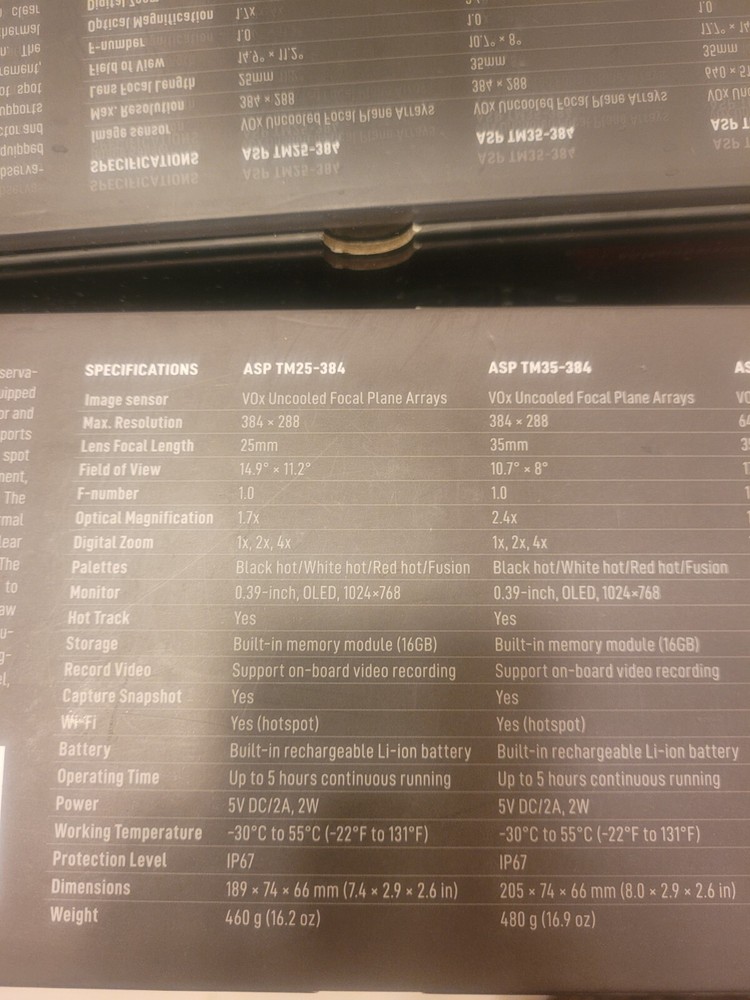 SPECIFICATIONS ASP TM25-384 ASP TM35-384
Image sensor VOx Uncooled Focal Plane Arrays VOx Uncooled Focal Plane Arrays
Max. Resolution 384 × 288 384 × 288
Lens Focal Length 25mm 35mm
Field of View 14.9° × 11.2° 10.7° × 8°
F-number 1.0 1.0
Optical Magnification 1.7x 2.4x
Digital Zoom 1x, 2x, 4x 1x, 2x, 4x
Palettes Black hot/White hot/Red hot/Fusion Black hot/White hot/Red hot/Fusion
Monitor 0.39-inch, OLED, 1024×768 0.39-inch, OLED, 1024×768
Hot Track Yes Yes
Storage Built-in memory module (16GB) Built-in memory module (16GB)
Record Video Support on-board video recording Support on-board video recording
Capture Snapshot Yes Yes
Wi-Fi Yes (hotspot) Yes (hotspot)
Battery Built-in rechargeable Li-ion battery Built-in rechargeable Li-ion battery
Operating Time Up to 5 hours continuous running Up to 5 hours continuous running
Power 5V DC/2A, 2W 5V DC/2A, 2W
Working Temperature -30°C to 55°C (-22°F to 131°F) -30°C to 55°C (-22°F to 131°F)
Protection Level IP67 IP67
Dimensions 189 × 74 × 66 mm (7.4 × 2.9 × 2.6 in) 205 × 74 × 66 mm (8.0 × 2.9 × 2.6 in)
Weight 460 g (16.2 oz) 480 g (16.9 oz)